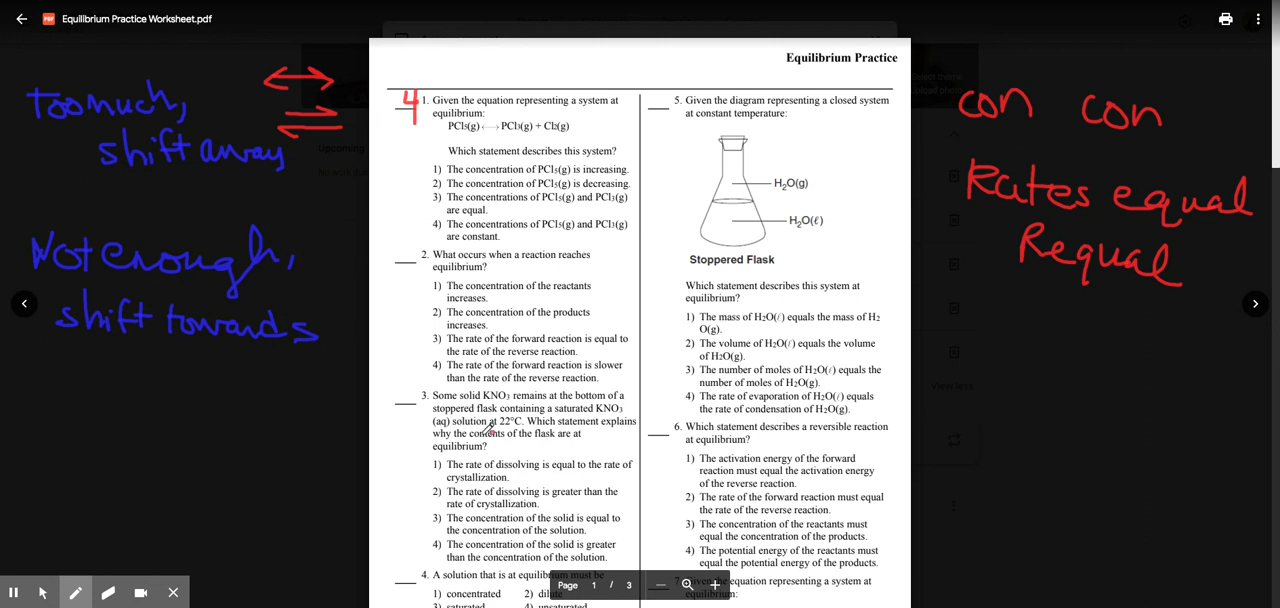 Equilibrium Practice Worksheet.pdf
Too much,
shift away
Not enough,
shift towards
con con
Rates equal
Requal
Equilibrium Practice
4
1. Given the equation representing a system at
equilibrium:
PCl5(g) ⟷ PCl3(g) + Cl2(g)
Which statement describes this system?
1) The concentration of PCl5(g) is increasing.
2) The concentration of PCl5(g) is decreasing.
3) The concentrations of PCl5(g) and PCl3(g)
are equal.
4) The concentrations of PCl5(g) and PCl3(g)
are constant.
2. What occurs when a reaction reaches
equilibrium?
1) The concentration of the reactants
increases.
2) The concentration of the products
increases.
3) The rate of the forward reaction is equal to
the rate of the reverse reaction.
4) The rate of the forward reaction is slower
than the rate of the reverse reaction.
3. Some solid KNO3 remains at the bottom of a
stoppered flask containing a saturated KNO3
(aq) solution at 22°C. Which statement explains
why the contents of the flask are at
equilibrium?
1) The rate of dissolving is equal to the rate of
crystallization.
2) The rate of dissolving is greater than the
rate of crystallization.
3) The concentration of the solid is equal to
the concentration of the solution.
4) The concentration of the solid is greater
than the concentration of the solution.
4. A solution that is at equilibrium must be
1) concentrated 2) dilute
3) saturated 4) unsaturated
5. Given the diagram representing a closed system
at constant temperature:
H2O(g)
H2O(ℓ)
Stoppered Flask
Which statement describes this system at
equilibrium?
1) The mass of H2O(ℓ) equals the mass of H2
O(g).
2) The volume of H2O(ℓ) equals the volume
of H2O(g).
3) The number of moles of H2O(ℓ) equals the
number of moles of H2O(g).
4) The rate of evaporation of H2O(ℓ) equals
the rate of condensation of H2O(g).
6. Which statement describes a reversible reaction
at equilibrium?
1) The activation energy of the forward
reaction must equal the activation energy
of the reverse reaction.
2) The rate of the forward reaction must equal
the rate of the reverse reaction.
3) The concentration of the reactants must
equal the concentration of the products.
4) The potential energy of the reactants must
equal the potential energy of the products.
7. Given the equation representing a system at
equilibrium:
Page 1 / 3
Select theme
Upload photo
Upcoming
View less